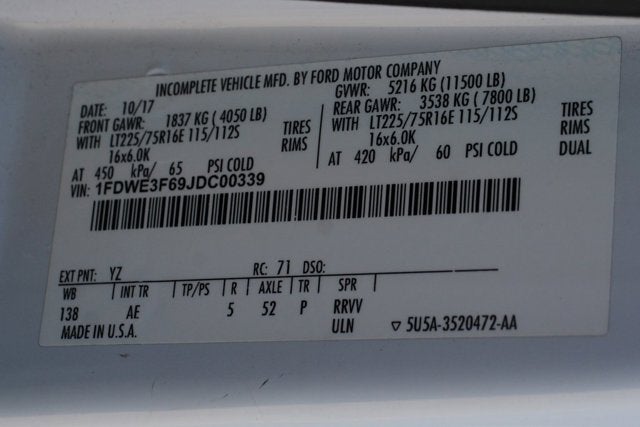 INCOMPLETE VEHICLE MFD. BY FORD MOTOR COMPANY
DATE: 10/17
GVWR: 5216 KG (11500 LB)
FRONT GAWR: 1837 KG ( 4050 LB)
REAR GAWR: 3538 KG ( 7800 LB)
WITH LT225/75R16E 115/112S TIRES
WITH LT225/75R16E 115/112S TIRES
16x6.0K RIMS
16x6.0K RIMS
AT 450 kPa/ 65 PSI COLD
AT 420 kPa/ 60 PSI COLD DUAL
VIN: 1FDWE3F69JDC00339
EXT PNT: YZ RC: 71 DSO:
WB INT TR TP/PS R AXLE TR SPR
138 AE 5 52 P RRVV
MADE IN U.S.A. ULN ▽ 5U5A-3520472-AA